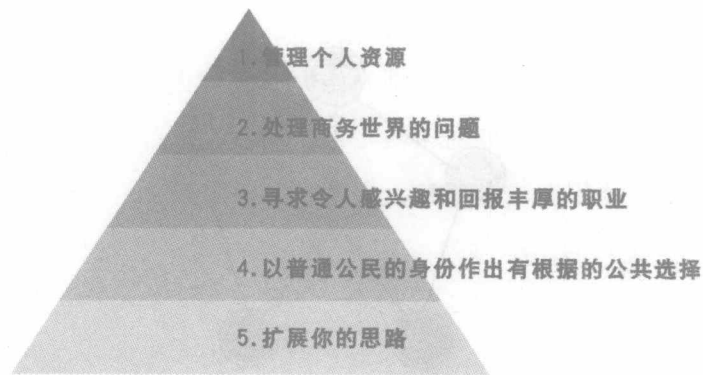 1.管理个人资源
2.处理商务世界的问题
3.寻求令人感兴趣和回报丰厚的职业
4.以普通公民的身份作出有根据的公共选择
5.扩展你的思路